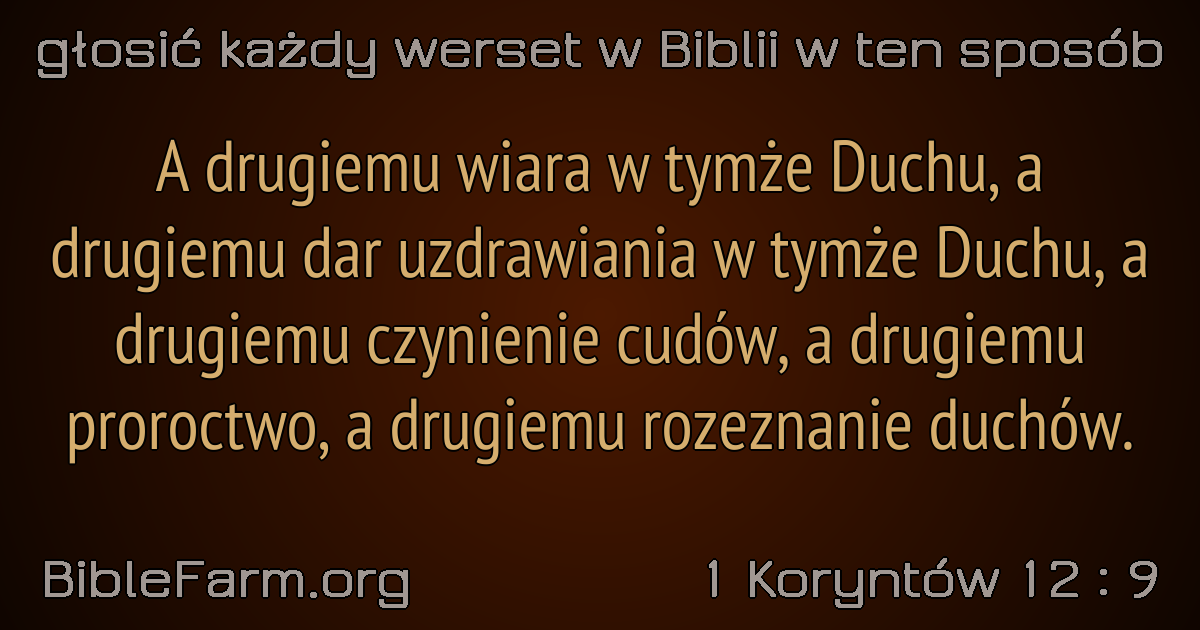 głosić każdy werset w Biblii w ten sposób
A drugiemu wiara w tymże Duchu, a
drugiemu dar uzdrawiania w tymże Duchu, a
drugiemu czynienie cudów, a drugiemu
proroctwo, a drugiemu rozeznanie duchów.
BibleFarm.org
1 Koryntów 12 : 9